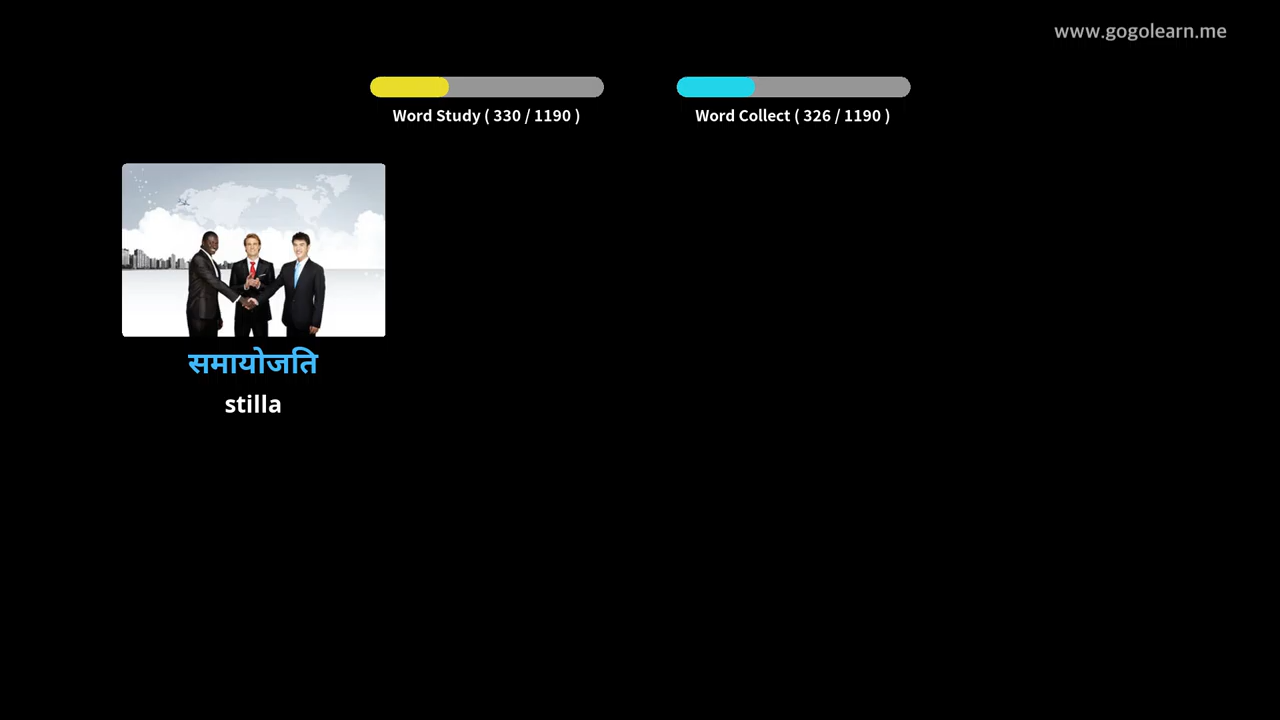 www.gogolearn.me
Word Study ( 330 / 1190 )
Word Collect ( 326 / 1190 )
समायोजति
stilla